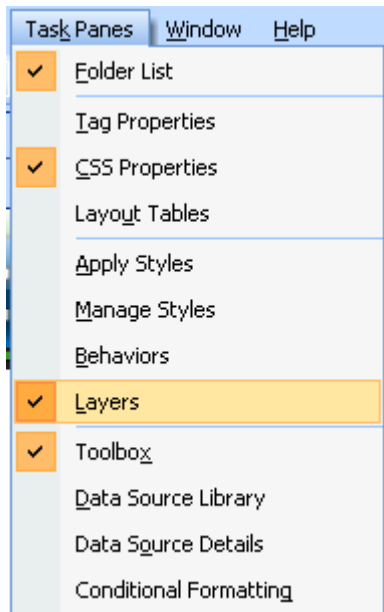 Task Panes Window Help
Folder List
Tag Properties
CSS Properties
Layout Tables
Apply Styles
Manage Styles
Behaviors
Layers
Toolbox
Data Source Library
Data Source Details
Conditional Formatting